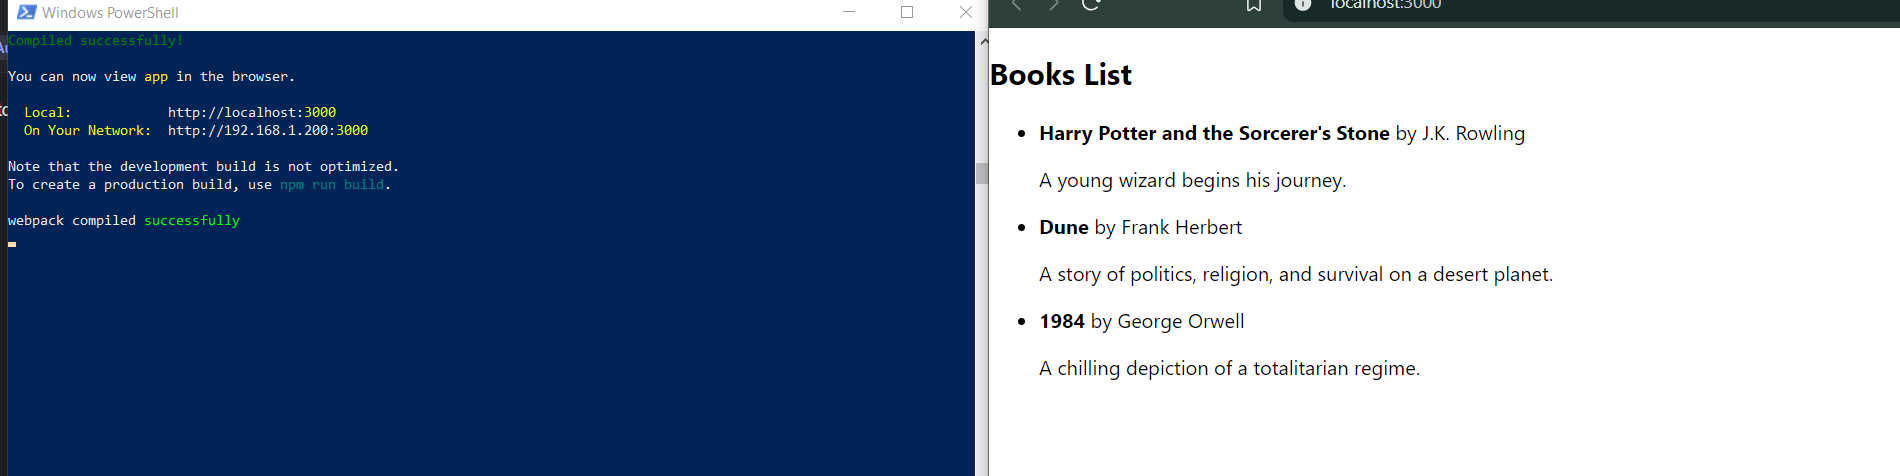 Windows PowerShell
Compiled successfully!
You can now view app in the browser.
Local: http://localhost:3000
On Your Network: http://192.168.1.200:3000
Note that the development build is not optimized.
To create a production build, use npm run build.
webpack compiled successfully
localhost:3000
Books List
Harry Potter and the Sorcerer's Stone by J.K. Rowling
A young wizard begins his journey.
Dune by Frank Herbert
A story of politics, religion, and survival on a desert planet.
1984 by George Orwell
A chilling depiction of a totalitarian regime.